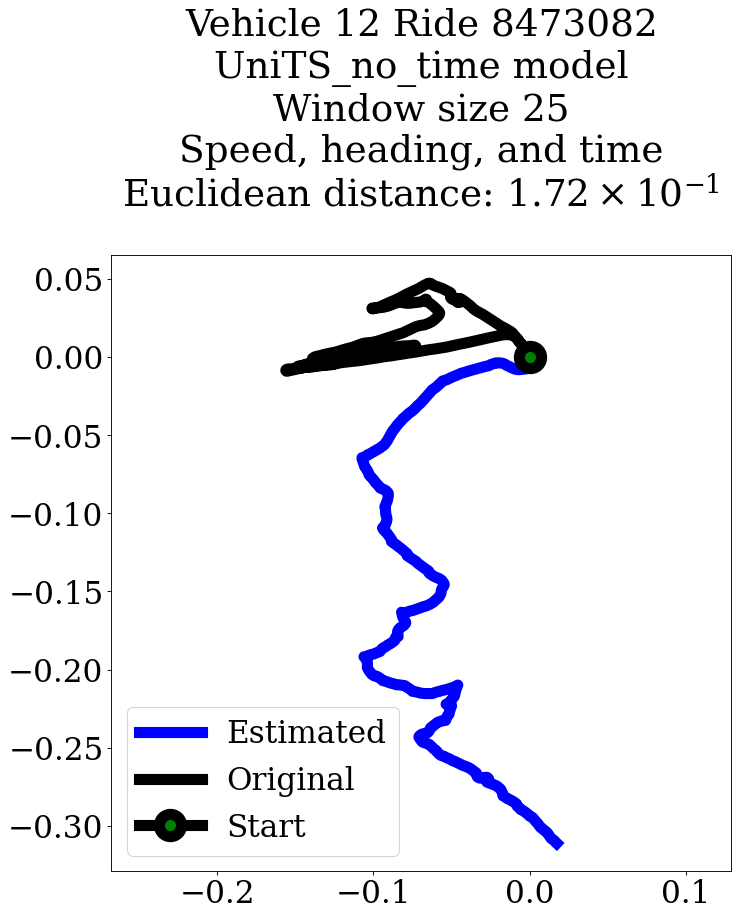 Vehicle 12 Ride 8473082
UniTS_no_time model
Window size 25
Speed, heading, and time
Euclidean distance: 1.72 × 10⁻¹
0.05
0.00
−0.05
−0.10
−0.15
−0.20
−0.25
−0.30
Estimated
Original
Start
−0.2 −0.1 0.0 0.1